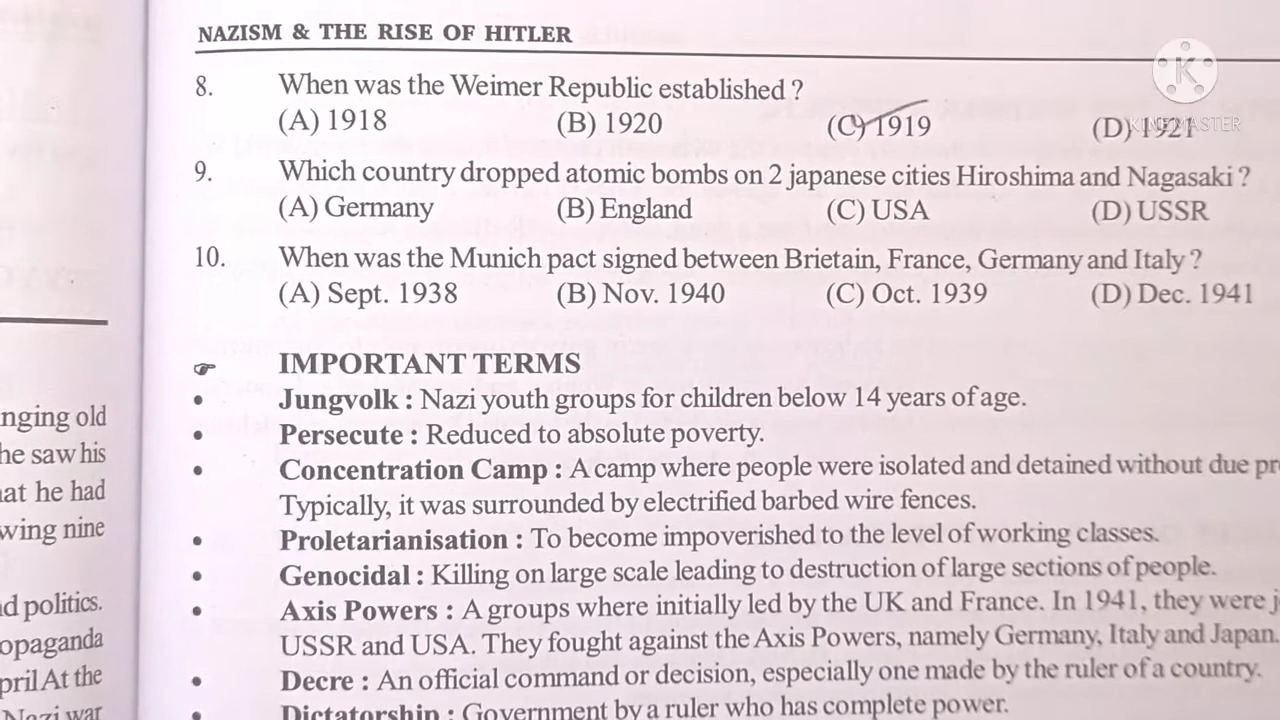 NAZISM & THE RISE OF HITLER
K
KINEMASTER
8. When was the Weimer Republic established ?
(A) 1918 (B) 1920 (C) 1919 (D) 1921
9. Which country dropped atomic bombs on 2 japanese cities Hiroshima and Nagasaki ?
(A) Germany (B) England (C) USA (D) USSR
10. When was the Munich pact signed between Brietain, France, Germany and Italy ?
(A) Sept. 1938 (B) Nov. 1940 (C) Oct. 1939 (D) Dec. 1941
☞ IMPORTANT TERMS
• Jungvolk : Nazi youth groups for children below 14 years of age.
• Persecute : Reduced to absolute poverty.
• Concentration Camp : A camp where people were isolated and detained without due
Typically, it was surrounded by electrified barbed wire fences.
• Proletarianisation : To become impoverished to the level of working classes.
• Genocidal : Killing on large scale leading to destruction of large sections of people.
• Axis Powers : A groups where initially led by the UK and France. In 1941, they were
USSR and USA. They fought against the Axis Powers, namely Germany, Italy and Japan.
• Decre : An official command or decision, especially one made by the ruler of a country.
• Dictatorship : Government by a ruler who has complete power.
nging old
he saw his
at he had
wing nine
d politics.
opaganda
pril At the
Nazi war